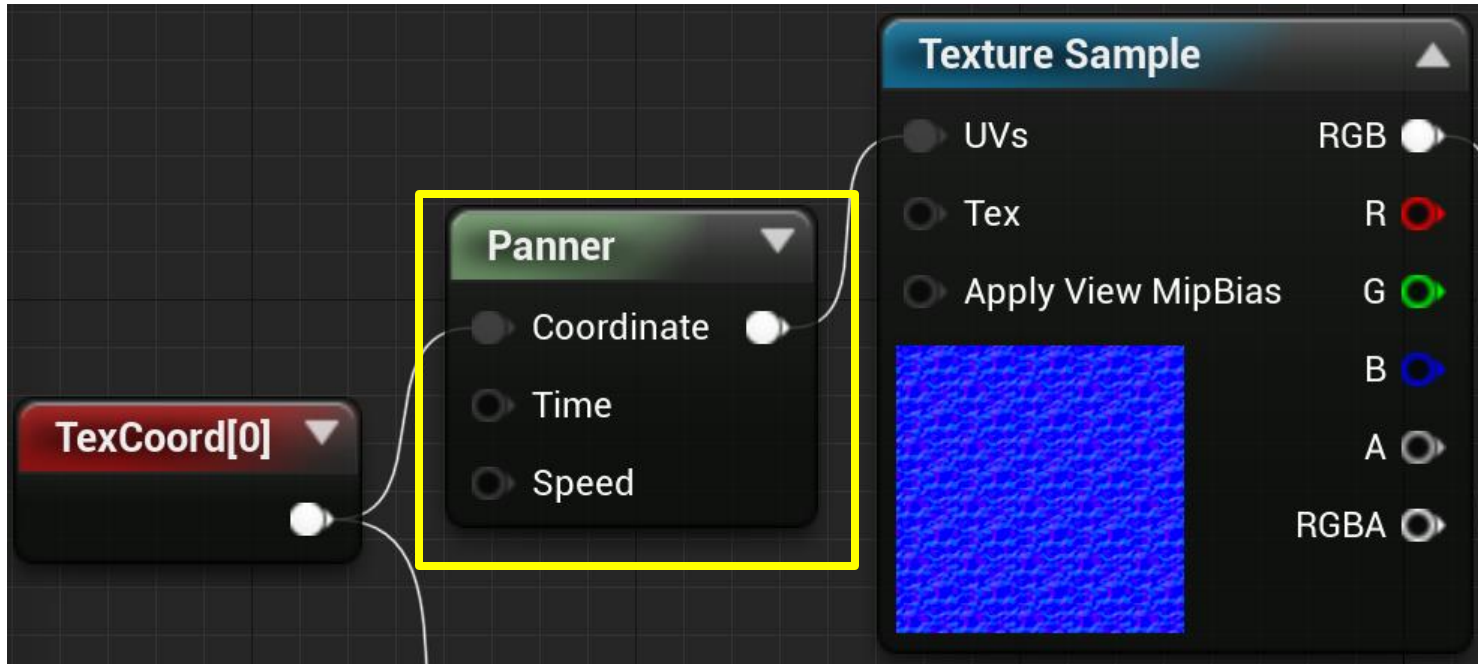 TexCoord[0]
Panner
Coordinate
Time
Speed
Texture Sample
UVs
RGB
Tex
R
Apply View MipBias
G
B
A
RGBA